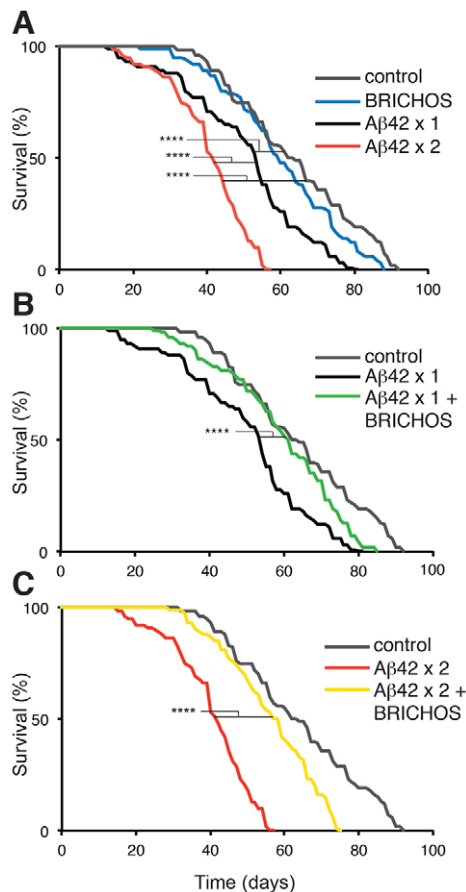 A
Survival (%)
100
50
0
0 20 40 60 80 100
control
BRICHOS
Aβ42 x 1
Aβ42 x 2
****
****
****
B
Survival (%)
100
50
0
0 20 40 60 80 100
control
Aβ42 x 1
Aβ42 x 1 +
BRICHOS
****
C
Survival (%)
100
50
0
0 20 40 60 80 100
control
Aβ42 x 2
Aβ42 x 2 +
BRICHOS
****
Time (days)